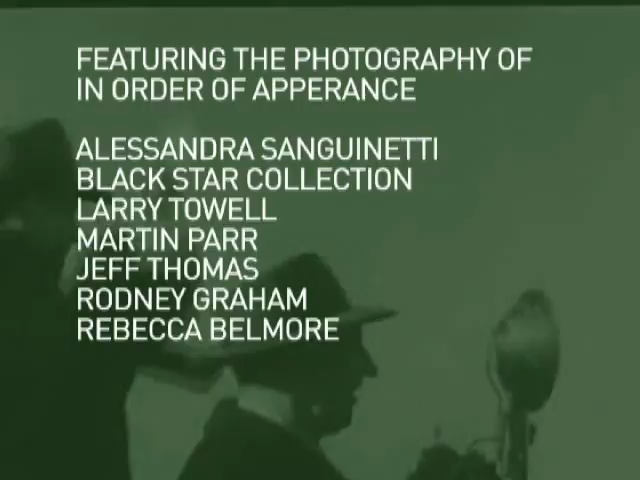 FEATURING THE PHOTOGRAPHY OF
IN ORDER OF APPERANCE
ALESSANDRA SANGUINETTI
BLACK STAR COLLECTION
LARRY TOWELL
MARTIN PARR
JEFF THOMAS
RODNEY GRAHAM
REBECCA BELMORE